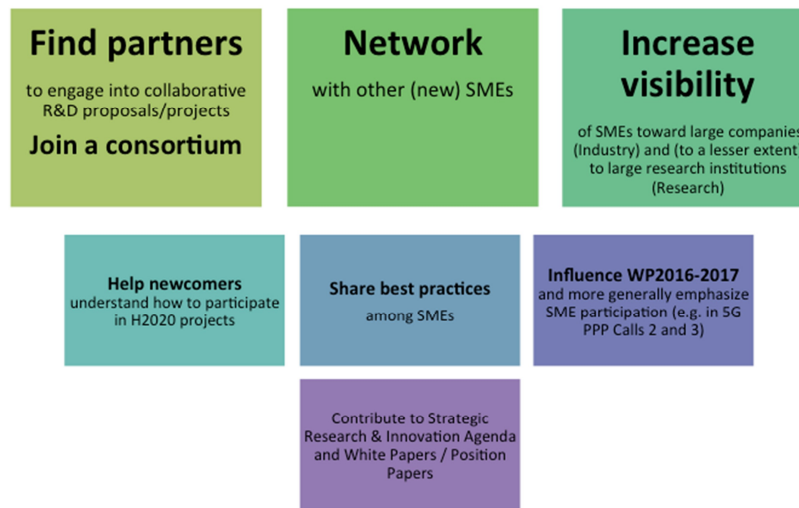 Find partners
to engage into collaborative
R&D proposals/projects
Join a consortium
Network
with other (new) SMEs
Increase
visibility
of SMEs toward large companies
(Industry) and (to a lesser extent)
to large research institutions
(Research)
Help newcomers
understand how to participate
in H2020 projects
Share best practices
among SMEs
Influence WP2016-2017
and more generally emphasize
SME participation (e.g. in 5G
PPP Calls 2 and 3)
Contribute to Strategic
Research & Innovation Agenda
and White Papers / Position
Papers